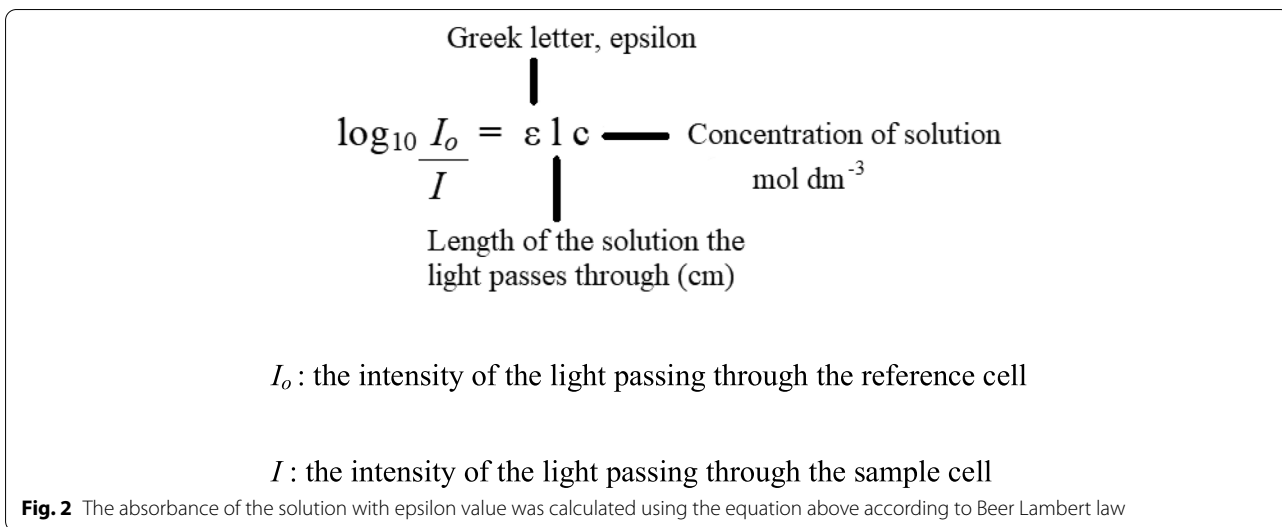 Greek letter, epsilon
log10 Io = ε l c Concentration of solution
I mol dm-3
Length of the solution the
light passes through (cm)
Io : the intensity of the light passing through the reference cell
I : the intensity of the light passing through the sample cell
Fig. 2 The absorbance of the solution with epsilon value was calculated using the equation above according to Beer Lambert law